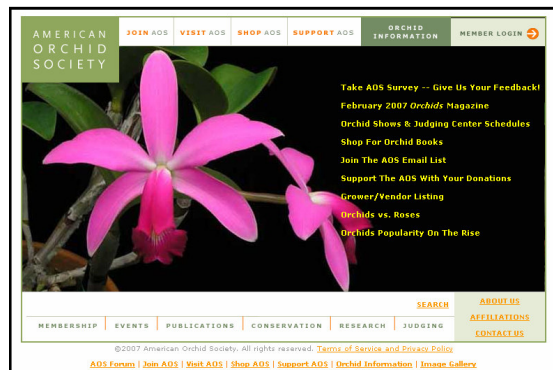 AMERICAN
ORCHID
SOCIETY
JOIN AOS
VISIT AOS
SHOP AOS
SUPPORT AOS
ORCHID
INFORMATION
MEMBER LOGIN
Take AOS Survey -- Give Us Your Feedback!
February 2007 Orchids Magazine
Orchid Shows & Judging Center Schedules
Shop For Orchid Books
Join The AOS Email List
Support The AOS With Your Donations
Grower/Vendor Listing
Orchids vs. Roses
Orchids Popularity On The Rise
SEARCH
ABOUT US
AFFILIATIONS
CONTACT US
MEMBERSHIP
EVENTS
PUBLICATIONS
CONSERVATION
RESEARCH
JUDGING
©2007 American Orchid Society. All rights reserved. Terms of Service and Privacy Policy
AOS Forum | Join AOS | Visit AOS | Shop AOS | Support AOS | Orchid Information | Image Gallery